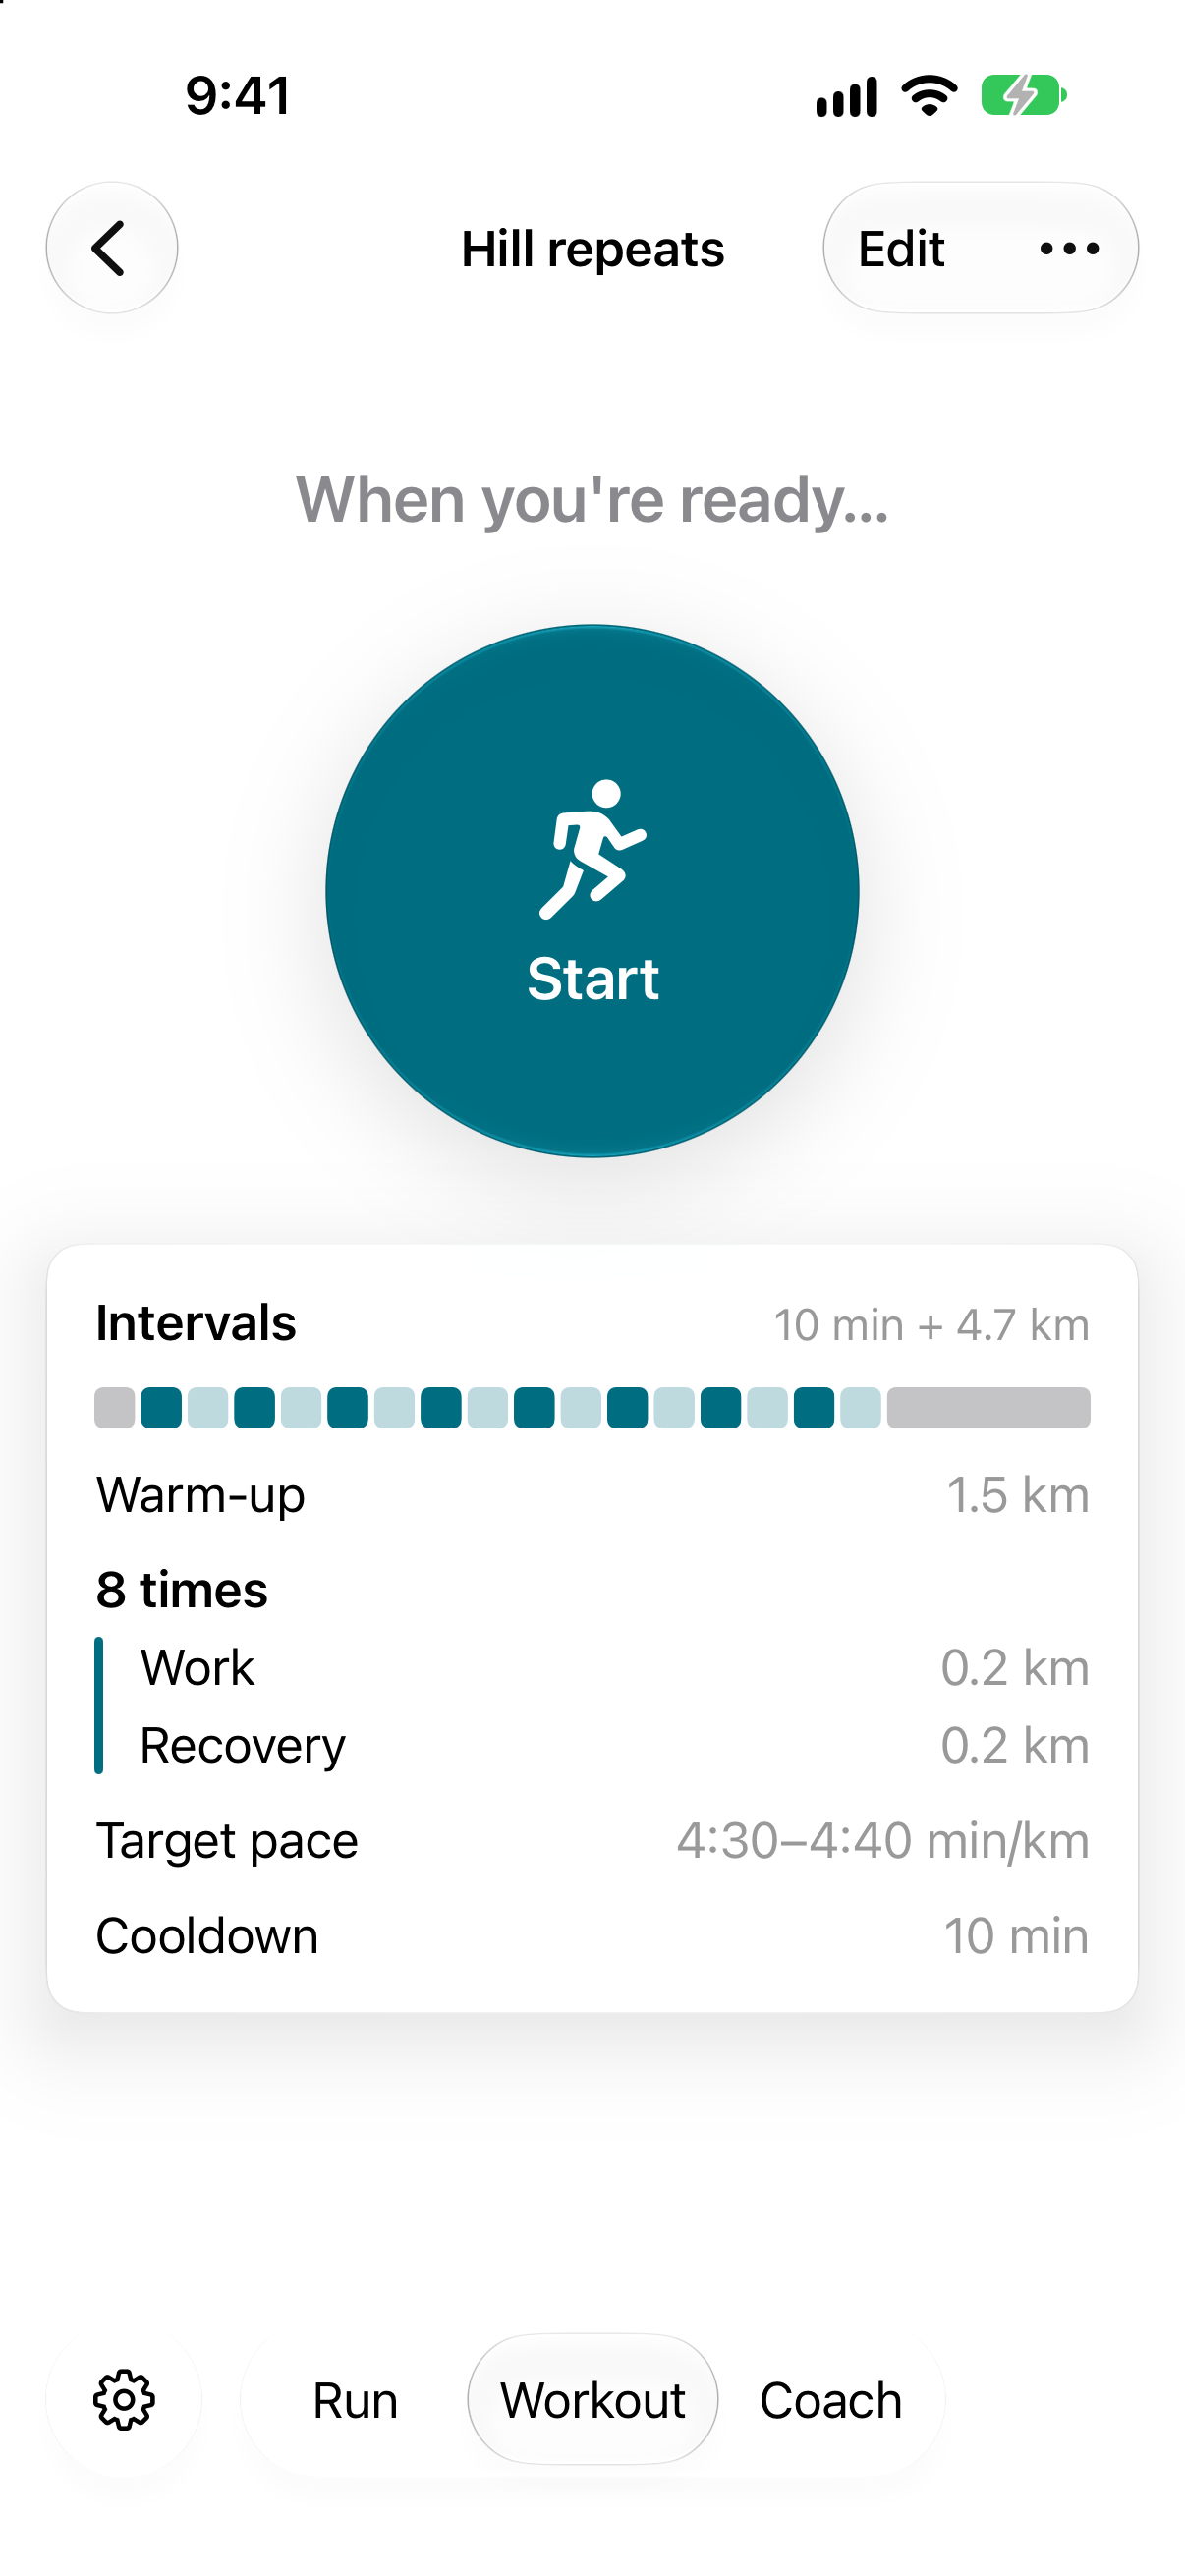 9:41
Hill repeats
Edit
When you're ready...
Start
Intervals
10 min + 4.7 km
Warm-up
1.5 km
8 times
Work
0.2 km
Recovery
0.2 km
Target pace
4:30–4:40 min/km
Cooldown
10 min
Run
Workout
Coach